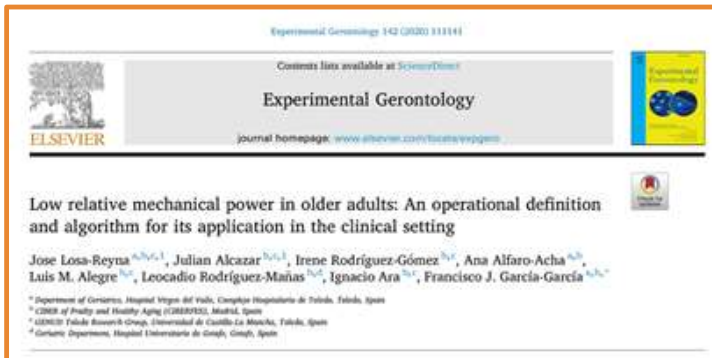 Experimental Gerontology 142 (2020) 111141
Contents lists available at ScienceDirect
Experimental Gerontology
ELSEVIER
journal homepage: www.elsevier.com/locate/expgero
Experimental
Gerontology
Check for
updates
Low relative mechanical power in older adults: An operational definition
and algorithm for its application in the clinical setting
Jose Losa-Reyna a,b,c,1, Julian Alcazar b,c,1, Irene Rodríguez-Gómez b,c, Ana Alfaro-Acha a,b
Luis M. Alegre b,c, Leocadio Rodríguez-Mañas b,d, Ignacio Ara b,c, Francisco J. García-García a,b,*
a Department of Geriatrics, Hospital Virgen del Valle, Complejo Hospitalario de Toledo, Toledo, Spain
b CIBER of Frailty and Healthy Aging (CIBERFES), Madrid, Spain
c GENUD Toledo Research Group, Universidad de Castilla-La Mancha, Toledo, Spain
d Geriatric Department, Hospital Universitario de Getafe, Getafe, Spain